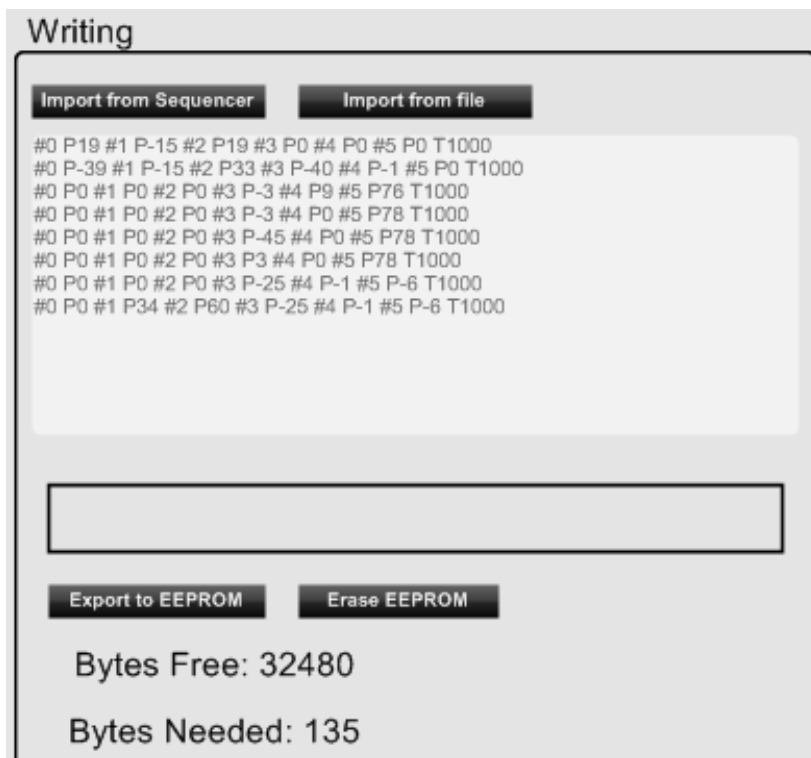 Writing
Import from Sequencer Import from file
#0 P19 #1 P-15 #2 P19 #3 P0 #4 P0 #5 P0 T1000
#0 P-39 #1 P-15 #2 P33 #3 P-40 #4 P-1 #5 P0 T1000
#0 P0 #1 P0 #2 P0 #3 P-3 #4 P9 #5 P76 T1000
#0 P0 #1 P0 #2 P0 #3 P-3 #4 P0 #5 P78 T1000
#0 P0 #1 P0 #2 P0 #3 P-45 #4 P0 #5 P78 T1000
#0 P0 #1 P0 #2 P0 #3 P3 #4 P0 #5 P78 T1000
#0 P0 #1 P0 #2 P0 #3 P-25 #4 P-1 #5 P-6 T1000
#0 P0 #1 P34 #2 P60 #3 P-25 #4 P-1 #5 P-6 T1000
Export to EEPROM Erase EEPROM
Bytes Free: 32480
Bytes Needed: 135